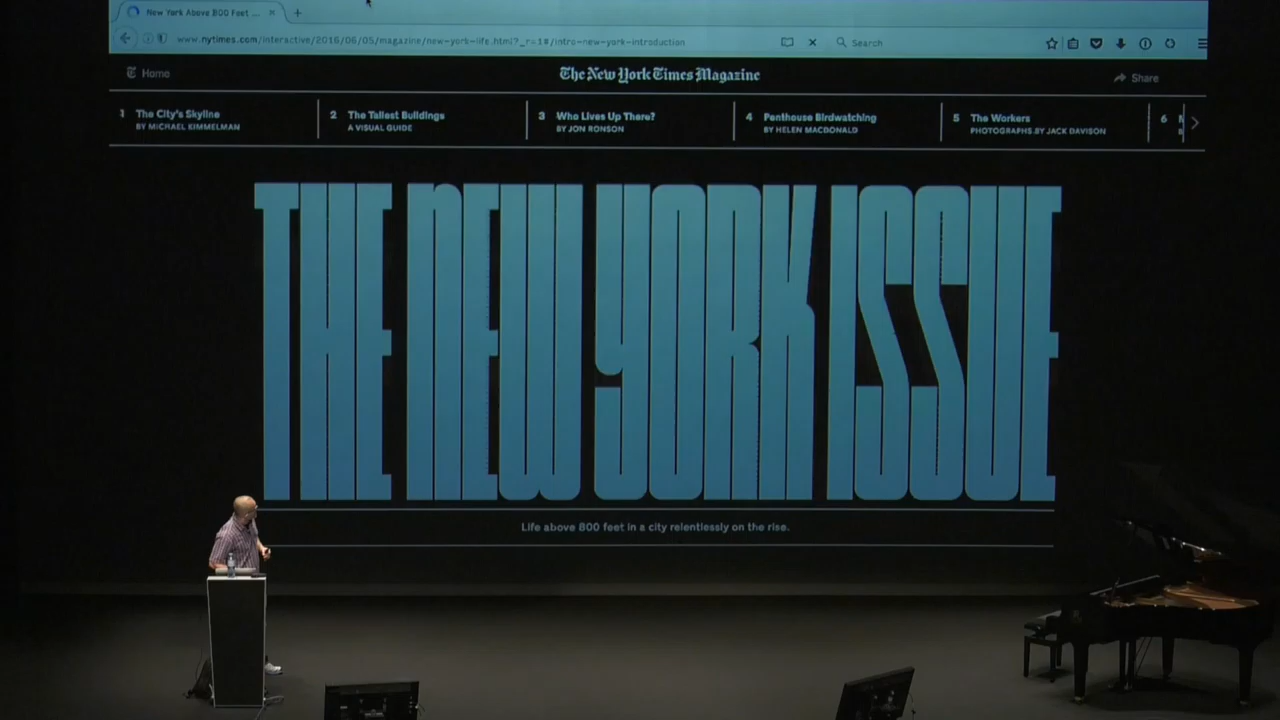 New York Above 800 Feet ...
www.nytimes.com/interactive/2016/06/05/magazine/new-york-life.html?_r=1#/intro-new-york-introduction
Search
Home
The New York Times Magazine
Share
1 The City's Skyline
BY MICHAEL KIMMELMAN
2 The Tallest Buildings
A VISUAL GUIDE
3 Who Lives Up There?
BY JON RONSON
4 Penthouse Birdwatching
BY HELEN MACDONALD
5 The Workers
PHOTOGRAPHS BY JACK DAVISON
6
THE NEW YORK ISSUE
Life above 800 feet in a city relentlessly on the rise.